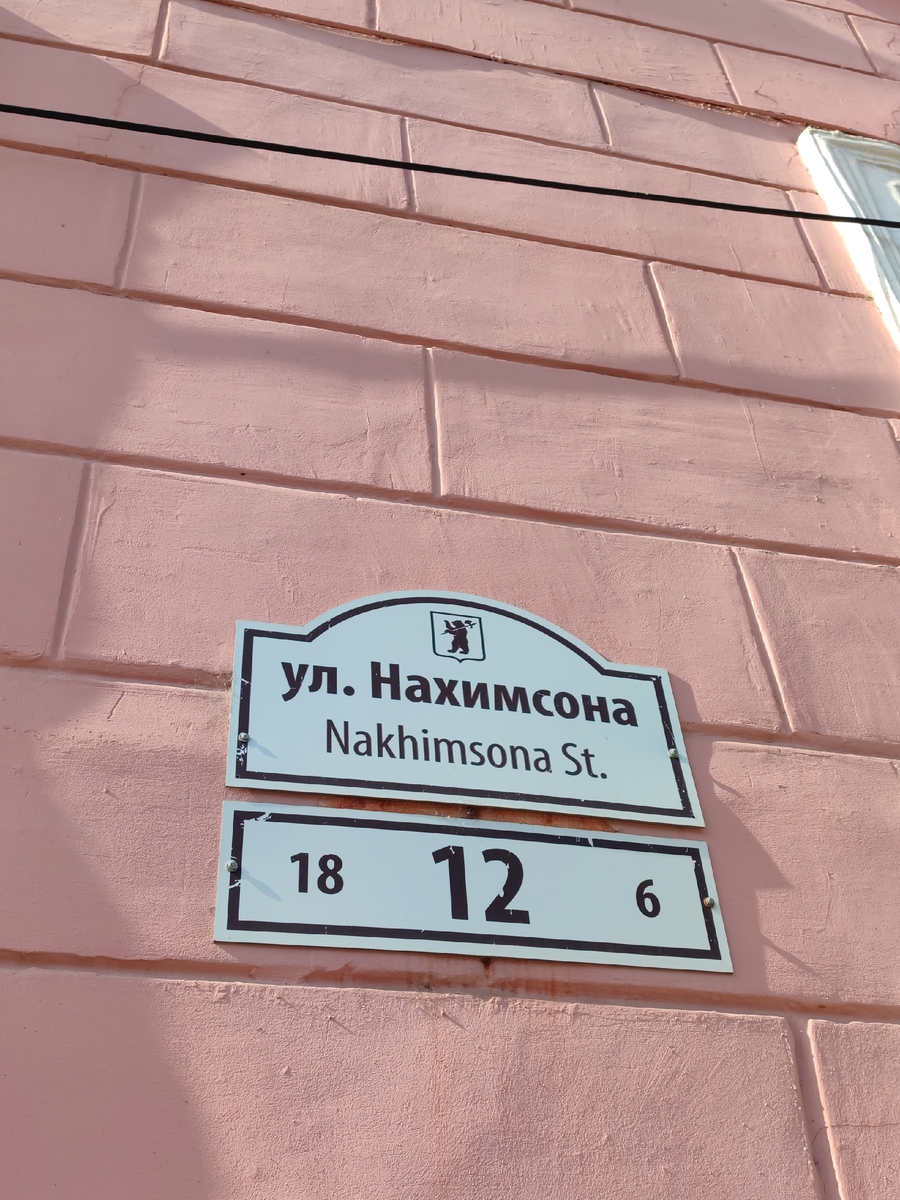 ул. Нахимсона
Nakhimsona St.
18 12 6